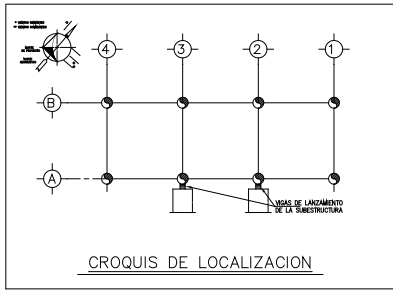 4
3
2
1
B
A
VIGAS DE LANZAMIENTO
DE LA SUBESTRUCTURA
CROQUIS DE LOCALIZACION